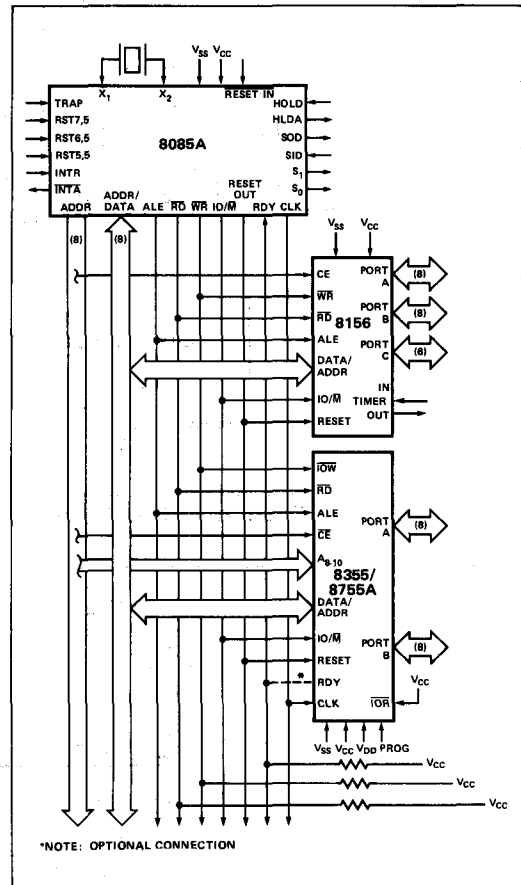 VSS VCC
X1 X2 RESET IN
TRAP HOLD
RST7,5 HLDA
RST6,5 SOD
8085A
RST5,5 SID
INTR S1
INTA S0
ADDR ADDR/ DATA ALE RD WR IO/M RESET OUT RDY CLK
(8) (8)
VSS VCC
CE PORT A (8)
WR
PORT B (8)
RD
8156
ALE PORT C (6)
DATA/ ADDR
IN
IO/M TIMER
RESET OUT
IOW
RD
ALE PORT A (8)
CE
A8-10
8355/ 8755A
DATA/ ADDR
IO/M PORT B (8)
RESET
* RDY VCC
CLK IOR
VSS VCC VDD PROG
VCC
VCC
VCC
*NOTE: OPTIONAL CONNECTION